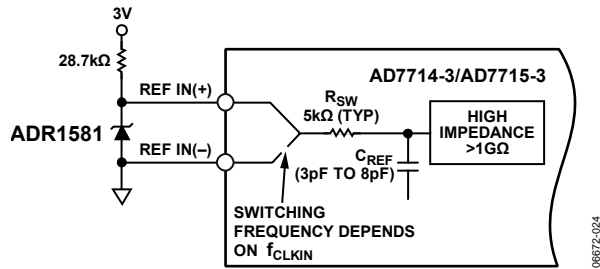 3V
28.7kΩ
REF IN(+)
ADR1581
REF IN(–)
AD7714-3/AD7715-3
RSW
5kΩ (TYP)
HIGH
IMPEDANCE
>1GΩ
CREF
(3pF TO 8pF)
SWITCHING
FREQUENCY DEPENDS
ON fCLKIN
06672-024